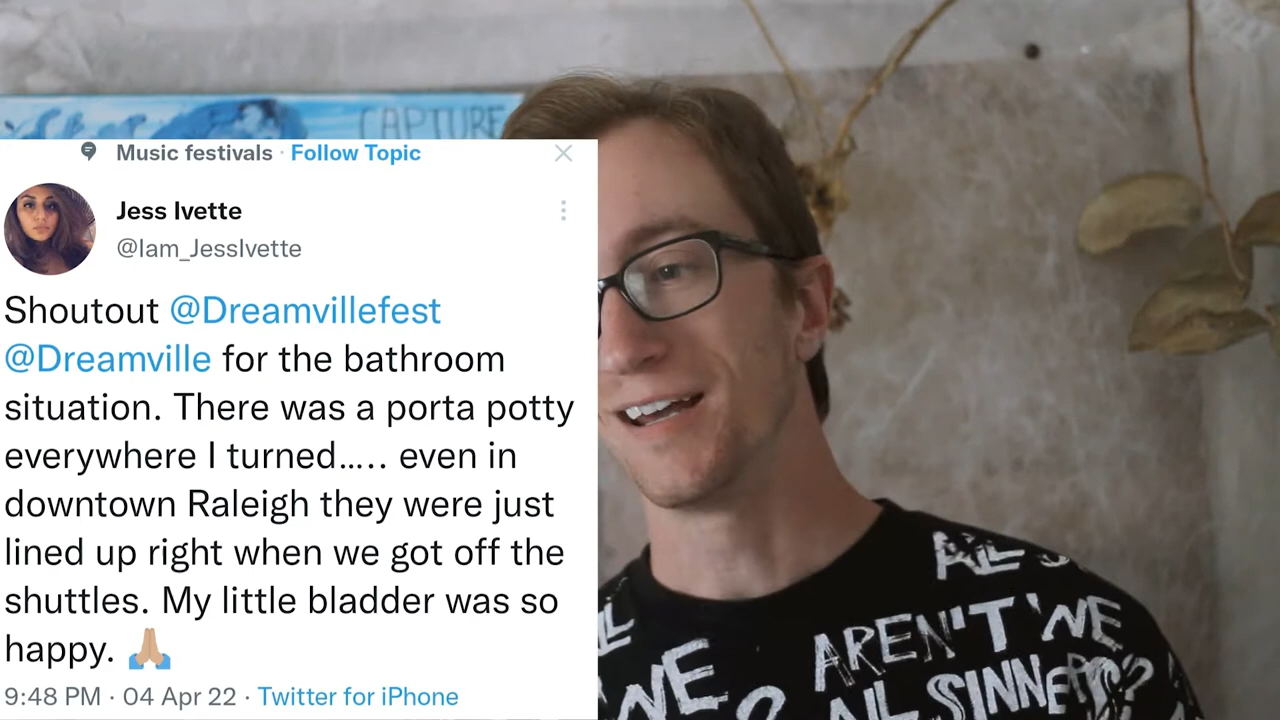 CAPTURE
Music festivals · Follow Topic
Jess Ivette
@Iam_JessIvette
Shoutout @Dreamvillefest
@Dreamville for the bathroom
situation. There was a porta potty
everywhere I turned….. even in
downtown Raleigh they were just
lined up right when we got off the
shuttles. My little bladder was so
happy. 🙏🏼
9:48 PM · 04 Apr 22 · Twitter for iPhone
ALL
AREN'T WE
ALL SINNERS?
WE